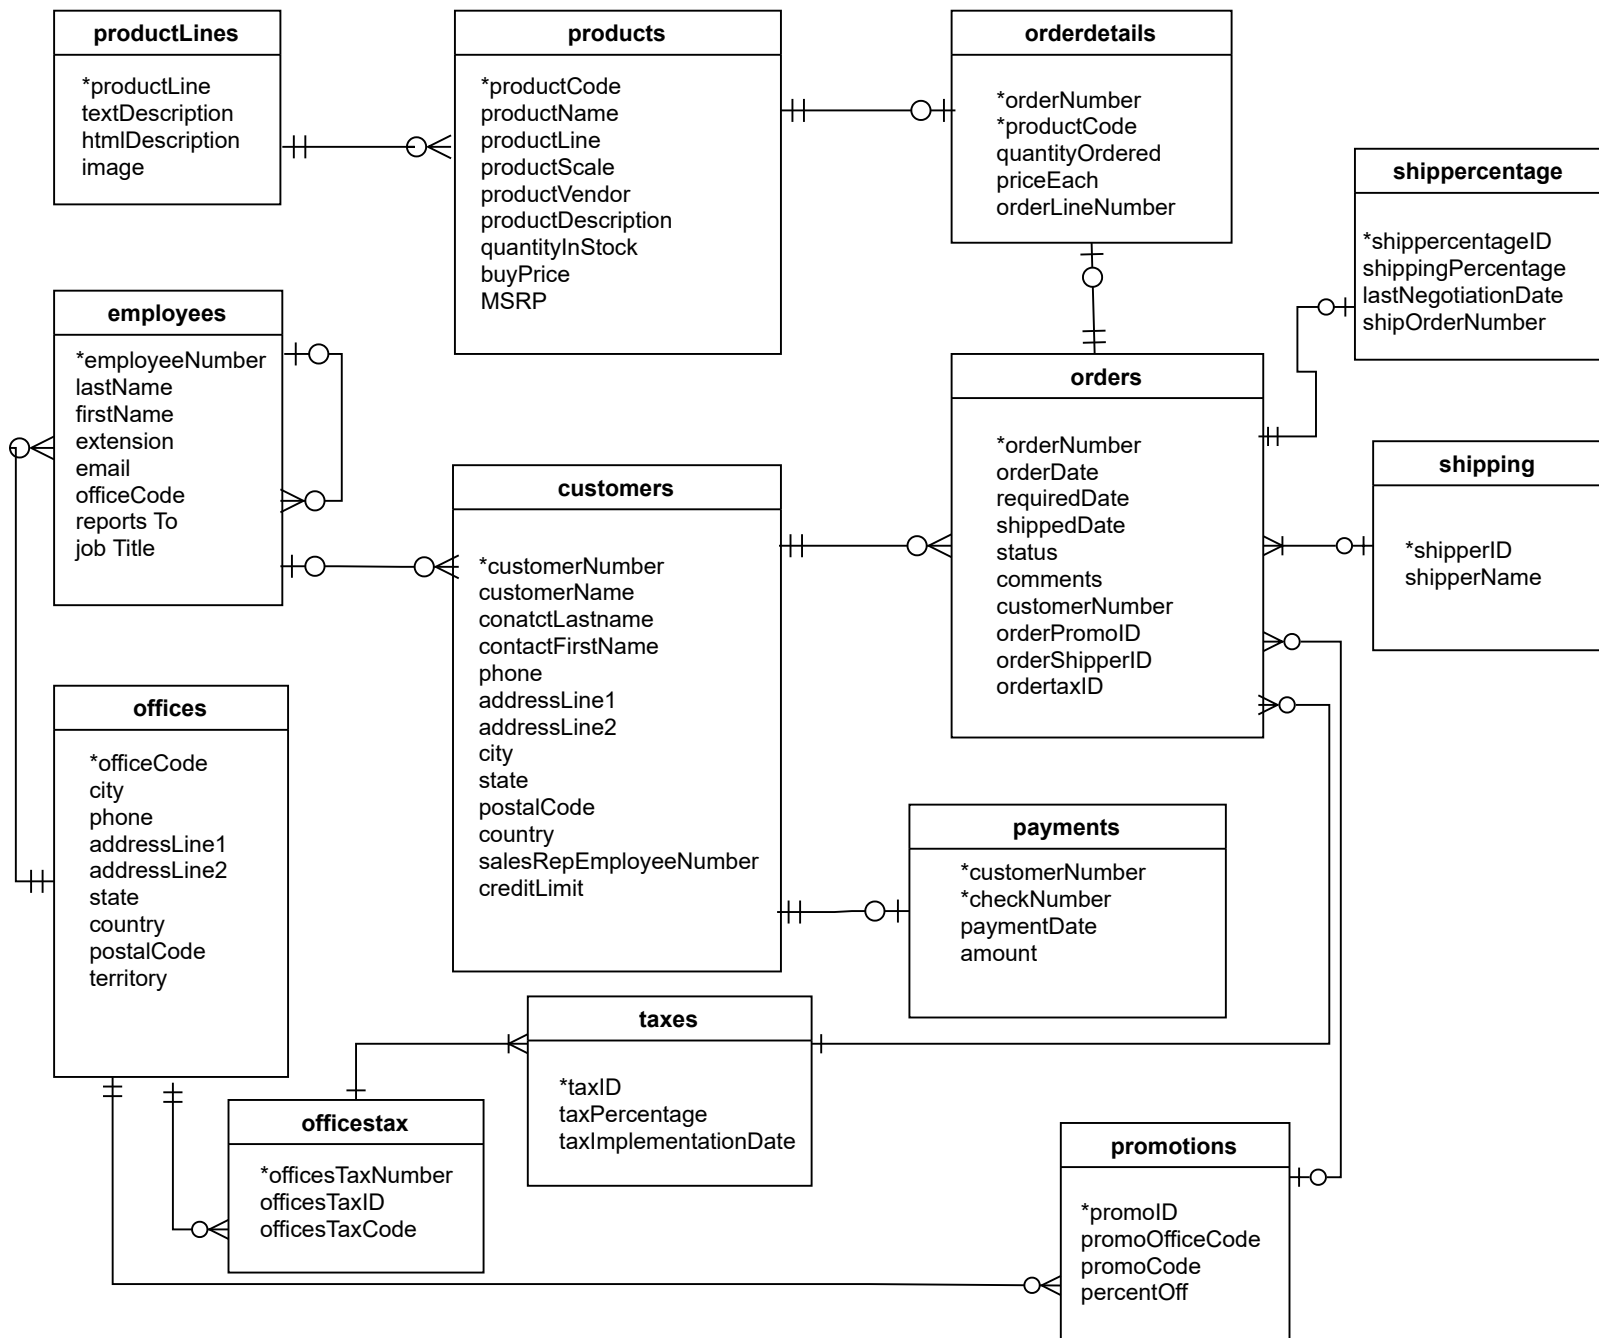 productLines
*productLine
textDescription
htmlDescription
image
products
*productCode
productName
productLine
productScale
productVendor
productDescription
quantityInStock
buyPrice
MSRP
orderdetails
*orderNumber
*productCode
quantityOrdered
priceEach
orderLineNumber
shippercentage
*shippercentageID
shippingPercentage
lastNegotiationDate
shipOrderNumber
employees
*employeeNumber
lastName
firstName
extension
email
officeCode
reports To
job Title
customers
*customerNumber
customerName
conatctLastname
contactFirstName
phone
addressLine1
addressLine2
city
state
postalCode
country
salesRepEmployeeNumber
creditLimit
orders
*orderNumber
orderDate
requiredDate
shippedDate
status
comments
customerNumber
orderPromoID
orderShipperID
ordertaxID
shipping
*shipperID
shipperName
offices
*officeCode
city
phone
addressLine1
addressLine2
state
country
postalCode
territory
payments
*customerNumber
*checkNumber
paymentDate
amount
taxes
*taxID
taxPercentage
taxImplementationDate
officestax
*officesTaxNumber
officesTaxID
officesTaxCode
promotions
*promoID
promoOfficeCode
promoCode
percentOff